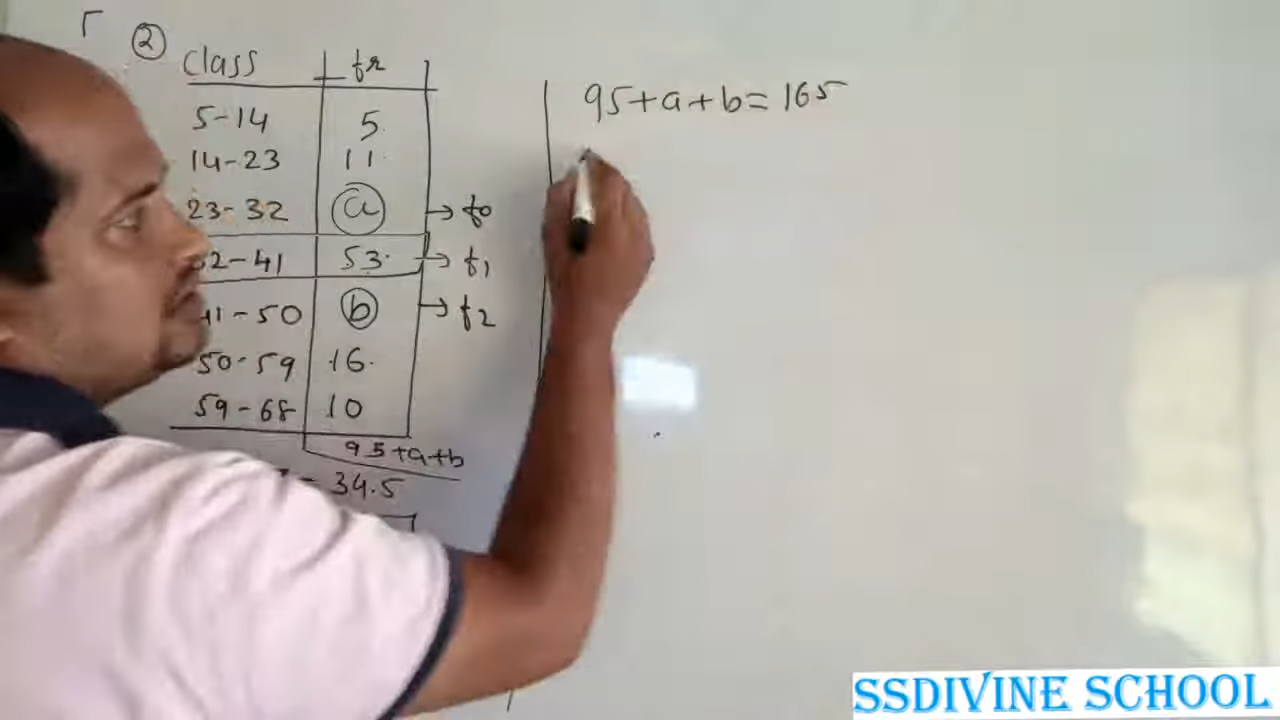 ②
Class fr
5-14 5
14-23 11
23-32 a → f0
2-41 53 → f1
41-50 b → f2
50-59 16
59-68 10
95+a+b
= 34.5
95+a+b=165
SSDIVINE SCHOOL